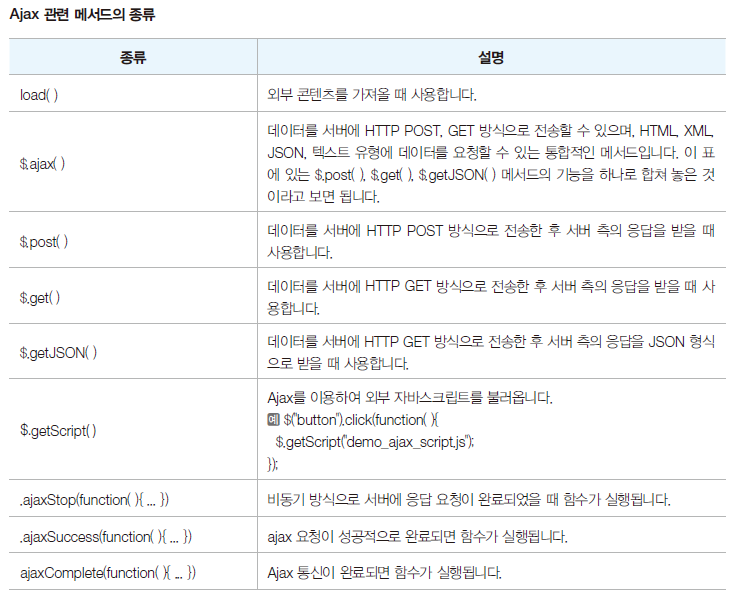 Ajax 관련 메서드의 종류
종류 설명
load( ) 외부 콘텐츠를 가져올 때 사용합니다.
데이터를 서버에 HTTP POST, GET 방식으로 전송할 수 있으며, HTML, XML,
JSON, 텍스트 유형에 데이터를 요청할 수 있는 통합적인 메서드입니다. 이 표
$.ajax( ) 에 있는 $.post( ), $.get( ), $.getJSON( ) 메서드의 기능을 하나로 합쳐 놓은 것
이라고 보면 됩니다.
$.post( ) 데이터를 서버에 HTTP POST 방식으로 전송한 후 서버 측의 응답을 받을 때
사용합니다.
$.get( ) 데이터를 서버에 HTTP GET 방식으로 전송한 후 서버 측의 응답을 받을 때 사
용합니다.
$.getJSON( ) 데이터를 서버에 HTTP GET 방식으로 전송한 후 서버 측의 응답을 JSON 형식
으로 받을 때 사용합니다.
$.getScript( ) Ajax를 이용하여 외부 자바스크립트를 불러옵니다.
예 $("button").click(function( ){
$.getScript("demo_ajax_script.js");
});
.ajaxStop(function( ){ ... }) 비동기 방식으로 서버에 응답 요청이 완료되었을 때 함수가 실행됩니다.
.ajaxSuccess(function( ){ ... }) ajax 요청이 성공적으로 완료되면 함수가 실행됩니다.
ajaxComplete(function( ){ ... }) Ajax 통신이 완료되면 함수가 실행됩니다.